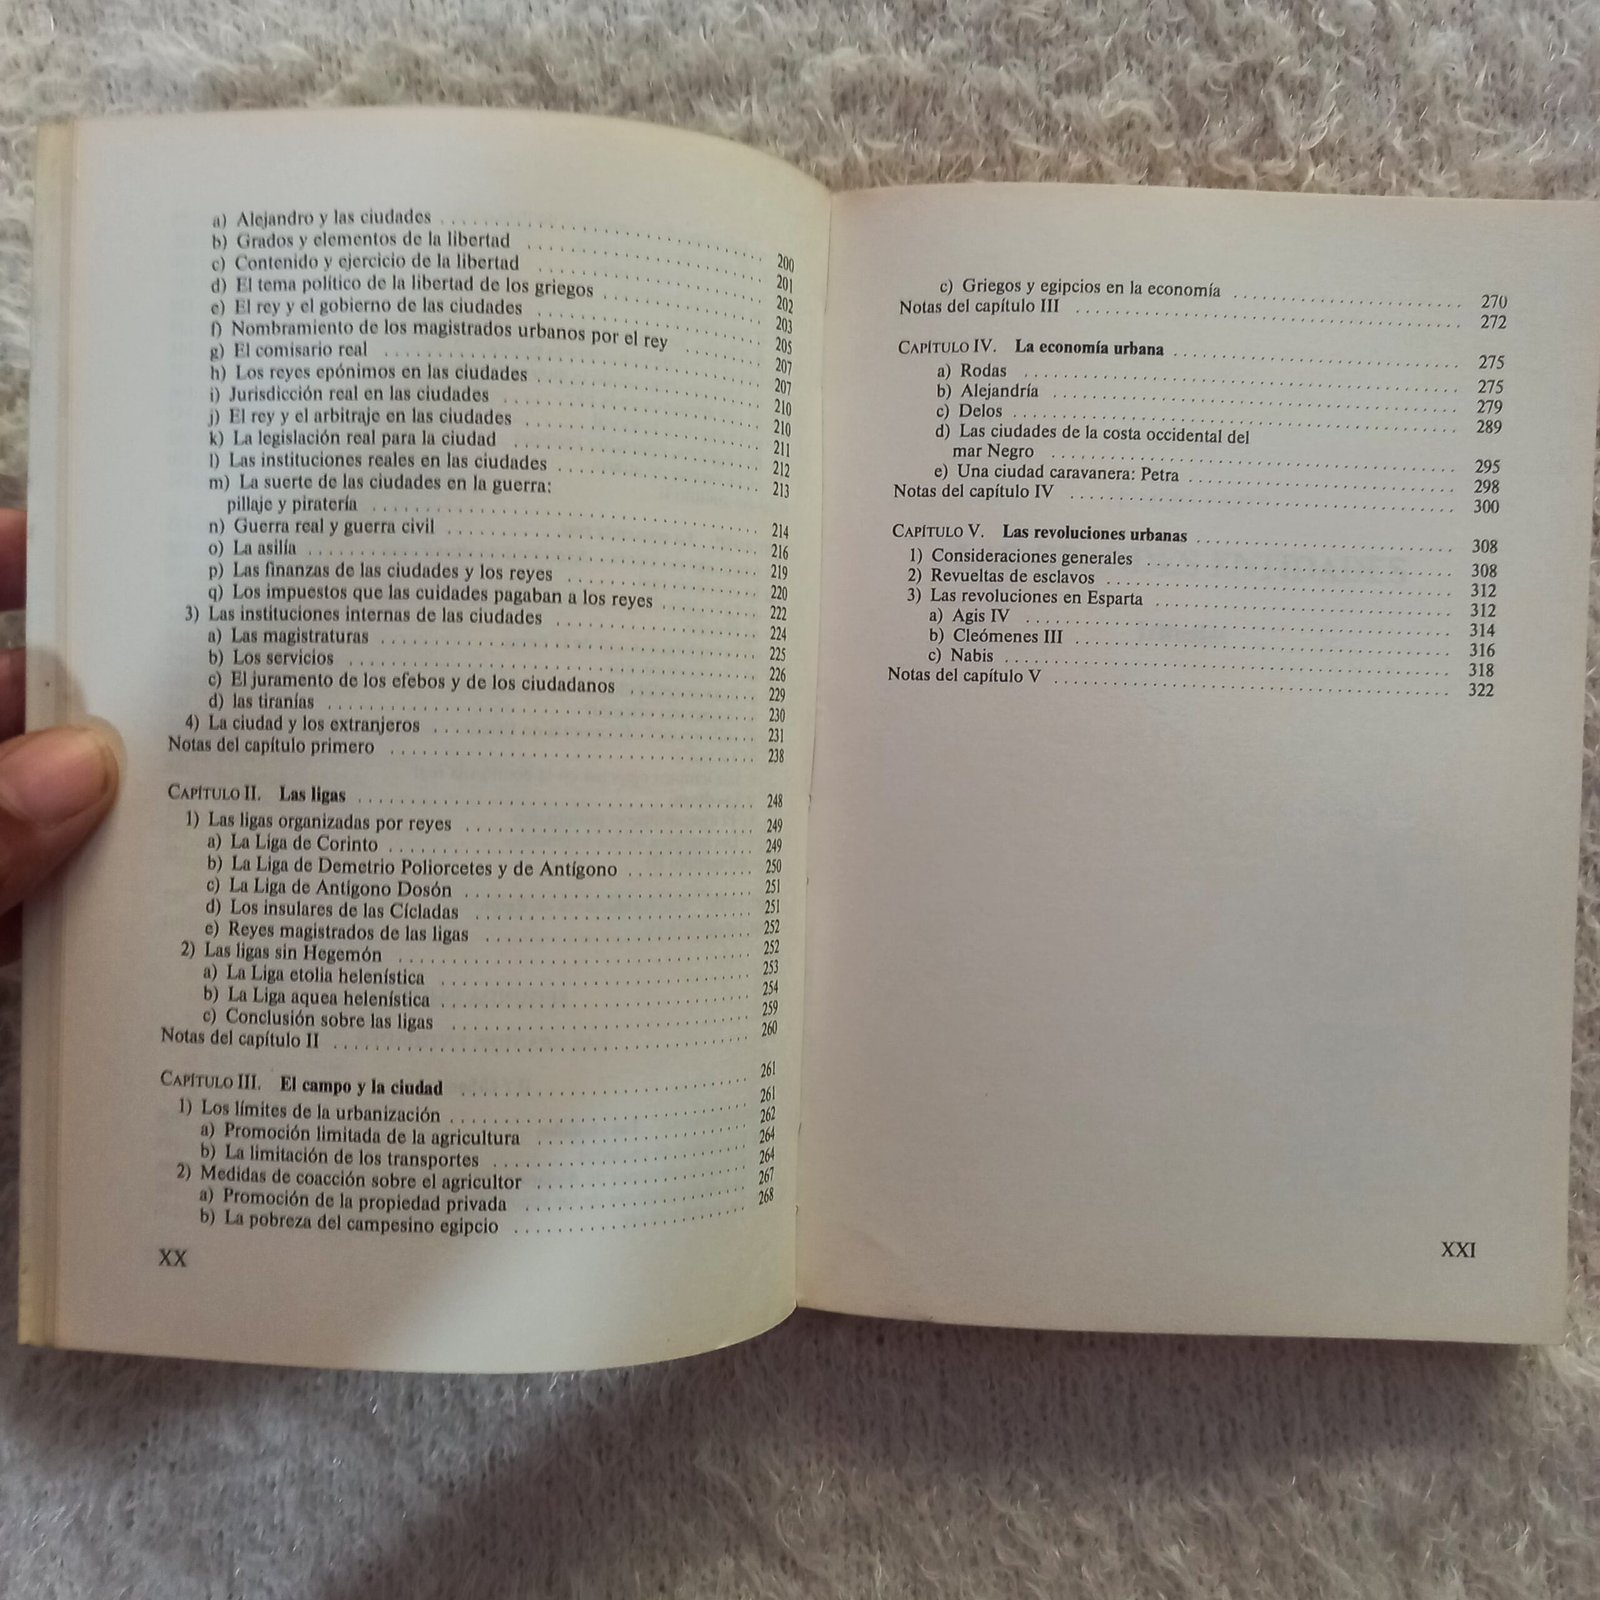 a) Alejandro y las ciudades . . . . . . . . . . 200
b) Grados y elementos de la libertad . . . . . . . . . . 201
c) Contenido y ejercicio de la libertad . . . . . . . . . . 202
d) El tema político de la libertad de los griegos . . . . . . . . . . 203
e) El rey y el gobierno de las ciudades . . . . . . . . . . 205
f) Nombramiento de los magistrados urbanos por el rey . . . . . . . . . . 207
g) El comisario real . . . . . . . . . . 207
h) Los reyes epónimos en las ciudades . . . . . . . . . . 210
i) Jurisdicción real en las ciudades . . . . . . . . . . 210
j) El rey y el arbitraje en las ciudades . . . . . . . . . . 211
k) La legislación real para la ciudad . . . . . . . . . . 212
l) Las instituciones reales en las ciudades . . . . . . . . . . 213
m) La suerte de las ciudades en la guerra:
pillaje y piratería . . . . . . . . . . 214
n) Guerra real y guerra civil . . . . . . . . . . 216
o) La asilía . . . . . . . . . . 219
p) Las finanzas de las ciudades y los reyes . . . . . . . . . . 220
q) Los impuestos que las cuidades pagaban a los reyes . . . . . . . . . . 222
3) Las instituciones internas de las ciudades . . . . . . . . . . 224
a) Las magistraturas . . . . . . . . . . 225
b) Los servicios . . . . . . . . . . 226
c) El juramento de los efebos y de los ciudadanos . . . . . . . . . . 229
d) las tiranías . . . . . . . . . . 230
4) La ciudad y los extranjeros . . . . . . . . . . 231
Notas del capítulo primero . . . . . . . . . . 238
CAPÍTULO II. Las ligas . . . . . . . . . . 248
1) Las ligas organizadas por reyes . . . . . . . . . . 249
a) La Liga de Corinto . . . . . . . . . . 249
b) La Liga de Demetrio Poliorcetes y de Antígono . . . . . . . . . . 250
c) La Liga de Antígono Dosón . . . . . . . . . . 251
d) Los insulares de las Cícladas . . . . . . . . . . 251
e) Reyes magistrados de las ligas . . . . . . . . . . 252
2) Las ligas sin Hegemón . . . . . . . . . . 252
a) La Liga etolia helenística . . . . . . . . . . 253
b) La Liga aquea helenística . . . . . . . . . . 254
c) Conclusión sobre las ligas . . . . . . . . . . 259
Notas del capítulo II . . . . . . . . . . 260
CAPÍTULO III. El campo y la ciudad . . . . . . . . . . 261
1) Los límites de la urbanización . . . . . . . . . . 261
a) Promoción limitada de la agricultura . . . . . . . . . . 262
b) La limitación de los transportes . . . . . . . . . . 264
2) Medidas de coacción sobre el agricultor . . . . . . . . . . 264
a) Promoción de la propiedad privada . . . . . . . . . . 267
b) La pobreza del campesino egipcio . . . . . . . . . . 268
XX
c) Griegos y egipcios en la economía . . . . . . . . . . 270
Notas del capítulo III . . . . . . . . . . 272
CAPÍTULO IV. La economía urbana . . . . . . . . . . 275
a) Rodas . . . . . . . . . . 275
b) Alejandría . . . . . . . . . . 279
c) Delos . . . . . . . . . . 289
d) Las ciudades de la costa occidental del
mar Negro . . . . . . . . . . 295
e) Una ciudad caravanera: Petra . . . . . . . . . . 298
Notas del capítulo IV . . . . . . . . . . 300
CAPÍTULO V. Las revoluciones urbanas . . . . . . . . . . 308
1) Consideraciones generales . . . . . . . . . . 308
2) Revueltas de esclavos . . . . . . . . . . 312
3) Las revoluciones en Esparta . . . . . . . . . . 312
a) Agis IV . . . . . . . . . . 314
b) Cleómenes III . . . . . . . . . . 316
c) Nabis . . . . . . . . . . 318
Notas del capítulo V . . . . . . . . . . 322
XXI